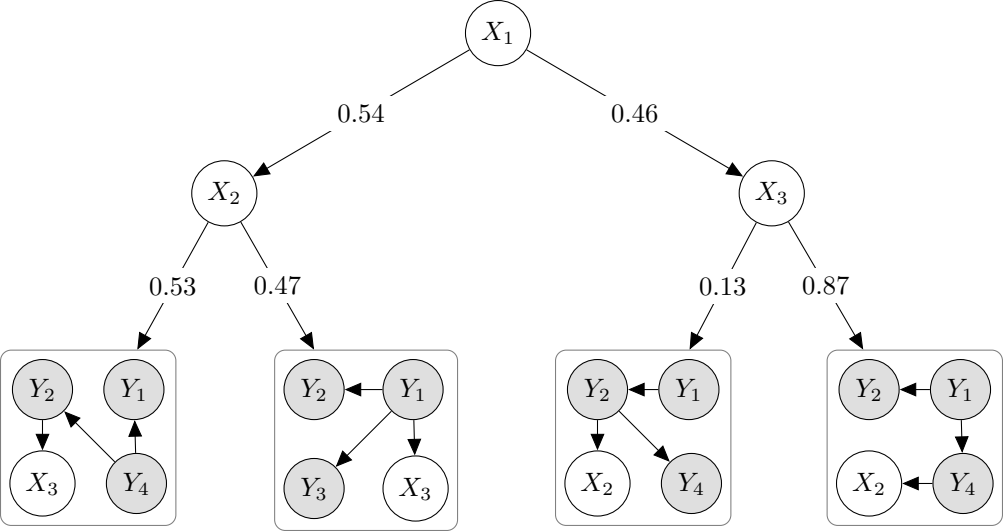 X₁
0.54 0.46
X₂ X₃
0.53 0.47 0.13 0.87
Y₂ Y₁ Y₂ Y₁ Y₂ Y₁ Y₂ Y₁
X₃ Y₄ Y₃ X₃ X₂ Y₄ X₂ Y₄